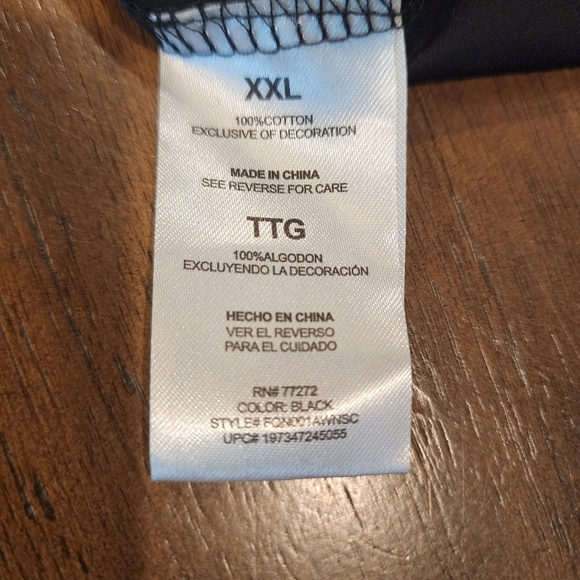 XXL
100%COTTON
EXCLUSIVE OF DECORATION
MADE IN CHINA
SEE REVERSE FOR CARE
TTG
100%ALGODON
EXCLUYENDO LA DECORACIÓN
HECHO EN CHINA
VER EL REVERSO
PARA EL CUIDADO
RN# 77272
COLOR: BLACK
STYLE# FQN001AWNSC
UPC# 197347245055